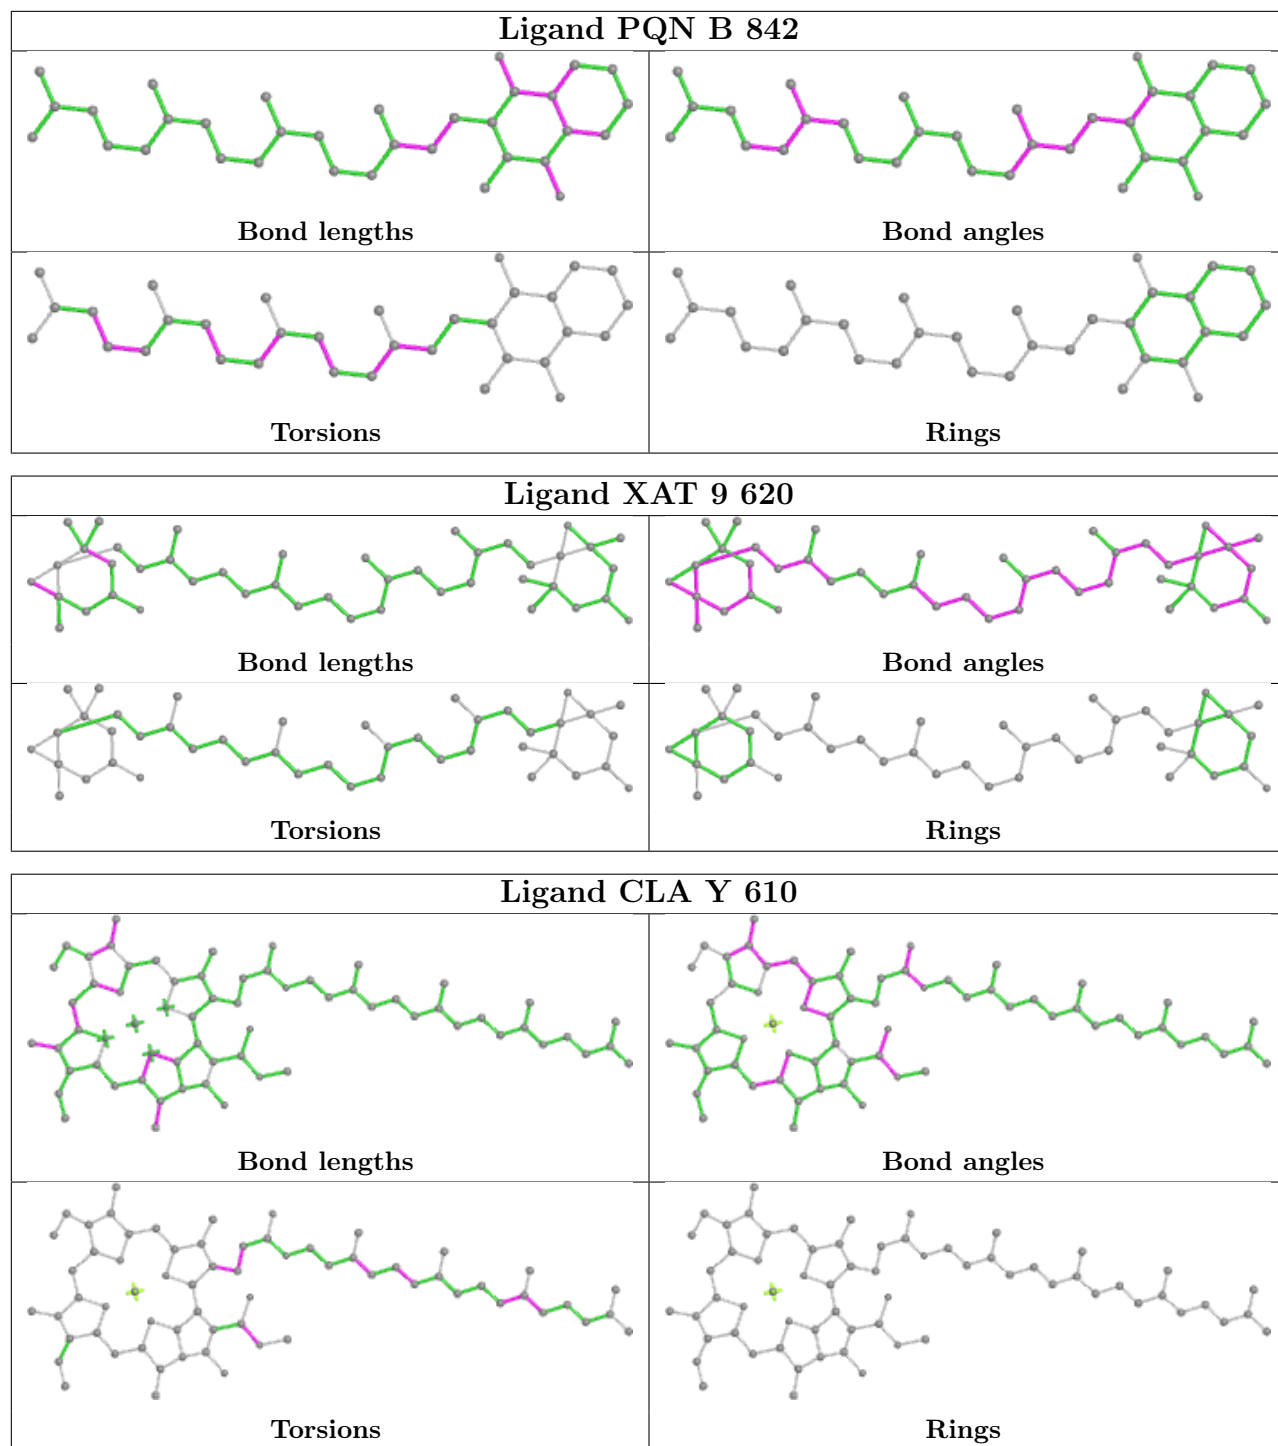 Ligand PQN B 842
Bond lengths
Bond angles
Torsions
Rings
Ligand XAT 9 620
Bond lengths
Bond angles
Torsions
Rings
Ligand CLA Y 610
Bond lengths
Bond angles
Torsions
Rings